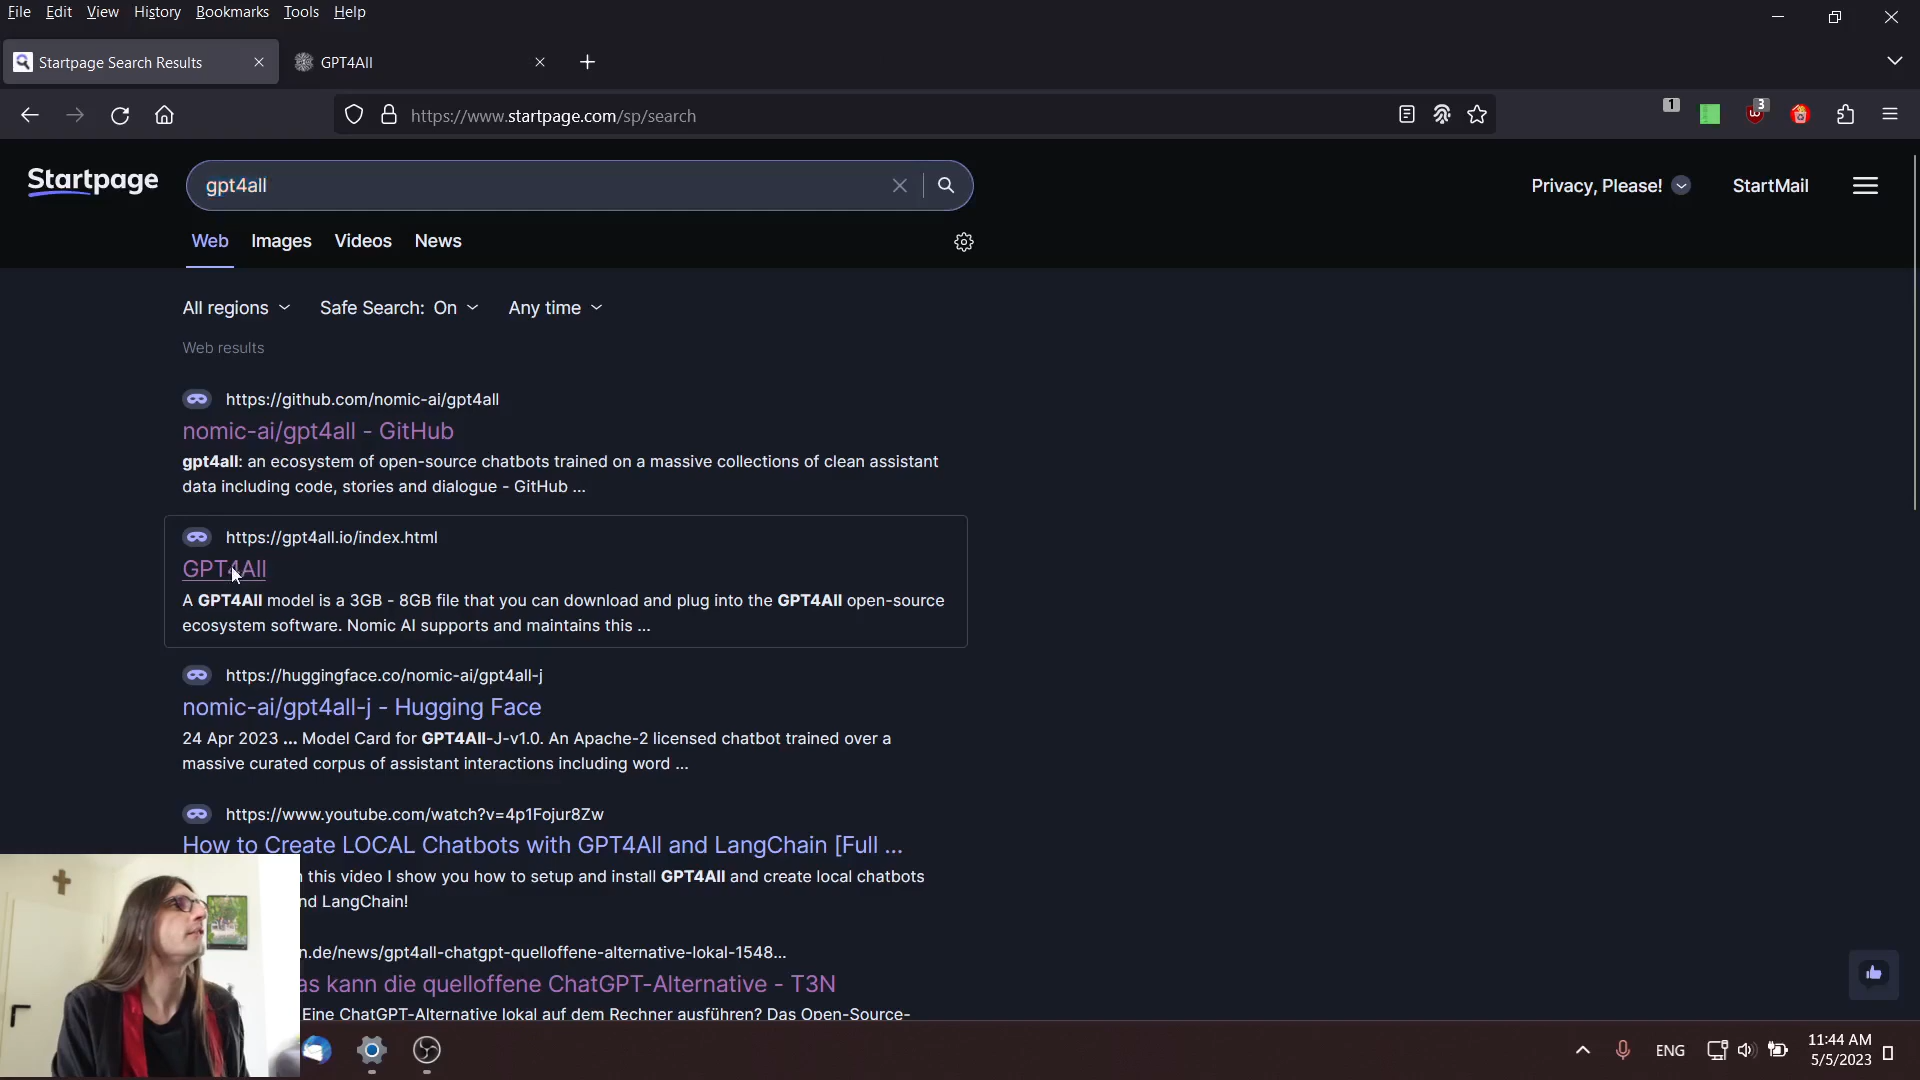 File Edit View History Bookmarks Tools Help
Startpage Search Results
GPT4All
https://www.startpage.com/sp/search
1
3
Startpage
gpt4all
Privacy, Please!
StartMail
Web Images Videos News
All regions
Safe Search: On
Any time
Web results
https://github.com/nomic-ai/gpt4all
nomic-ai/gpt4all - GitHub
gpt4all: an ecosystem of open-source chatbots trained on a massive collections of clean assistant
data including code, stories and dialogue - GitHub ...
https://gpt4all.io/index.html
GPT4All
A GPT4All model is a 3GB - 8GB file that you can download and plug into the GPT4All open-source
ecosystem software. Nomic AI supports and maintains this ...
https://huggingface.co/nomic-ai/gpt4all-j
nomic-ai/gpt4all-j - Hugging Face
24 Apr 2023 ... Model Card for GPT4All-J-v1.0. An Apache-2 licensed chatbot trained over a
massive curated corpus of assistant interactions including word ...
https://www.youtube.com/watch?v=4p1Fojur8Zw
How to Create LOCAL Chatbots with GPT4All and LangChain [Full ...
this video I show you how to setup and install GPT4All and create local chatbots
nd LangChain!
n.de/news/gpt4all-chatgpt-quelloffene-alternative-lokal-1548...
as kann die quelloffene ChatGPT-Alternative - T3N
Eine ChatGPT-Alternative lokal auf dem Rechner ausführen? Das Open-Source-
ENG
11:44 AM
5/5/2023